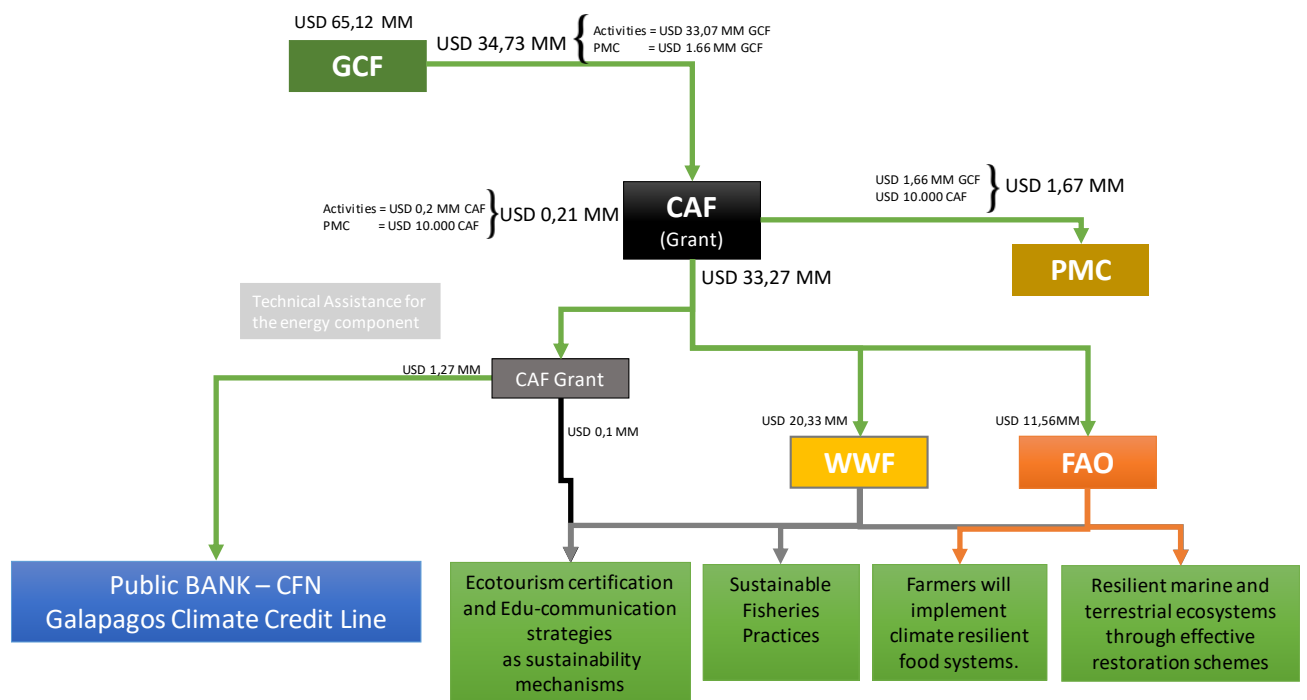 USD 65,12 MM
GCF
USD 34,73 MM
Activities = USD 33,07 MM GCF
PMC = USD 1.66 MM GCF
CAF
(Grant)
Activities = USD 0,2 MM CAF
PMC = USD 10.000 CAF
USD 0,21 MM
USD 1,66 MM GCF
USD 10.000 CAF
USD 1,67 MM
PMC
USD 33,27 MM
Technical Assistance for
the energy component
USD 1,27 MM
CAF Grant
USD 0,1 MM
USD 20,33 MM
WWF
USD 11,56MM
FAO
Public BANK – CFN
Galapagos Climate Credit Line
Ecotourism certification
and Edu-communication
strategies
as sustainability
mechanisms
Sustainable
Fisheries
Practices
Farmers will
implement
climate resilient
food systems.
Resilient marine and
terrestrial ecosystems
through effective
restoration schemes